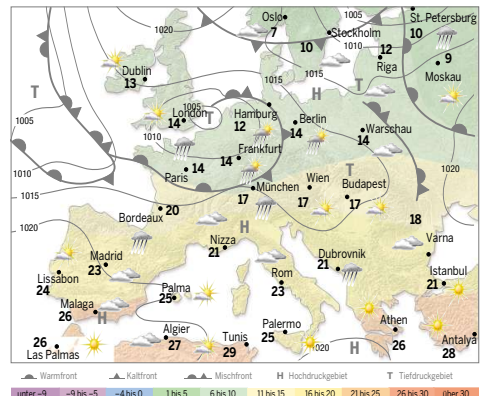 Oslo
7
1020
1005
St. Petersburg
10
Stockholm
10
1010
12
Riga
9
Moskau
Dublin
13
T
1015
1015
H
T
1005
London
14
1005
T
Hamburg
12
Berlin
14
Warschau
14
1010
Frankfurt
14
Paris
14
1010
1015
München
17
Wien
17
T
Budapest
17
1020
18
Bordeaux
20
1020
H
Nizza
21
Dubrovnik
21
Varna
Madrid
23
Lissabon
24
Rom
23
Istanbul
21
Palma
25
Malaga
26
H
Athen
26
Palermo
25
Algier
27
Tunis
29
1020
H
Antalya
28
26
Las Palmas
Warmfront Kaltfront Mischfront H Hochdruckgebiet T Tiefdruckgebiet
unter -9 -9 bis -5 -4 bis 0 1 bis 5 6 bis 10 11 bis 15 16 bis 20 21 bis 25 26 bis 30 über 30